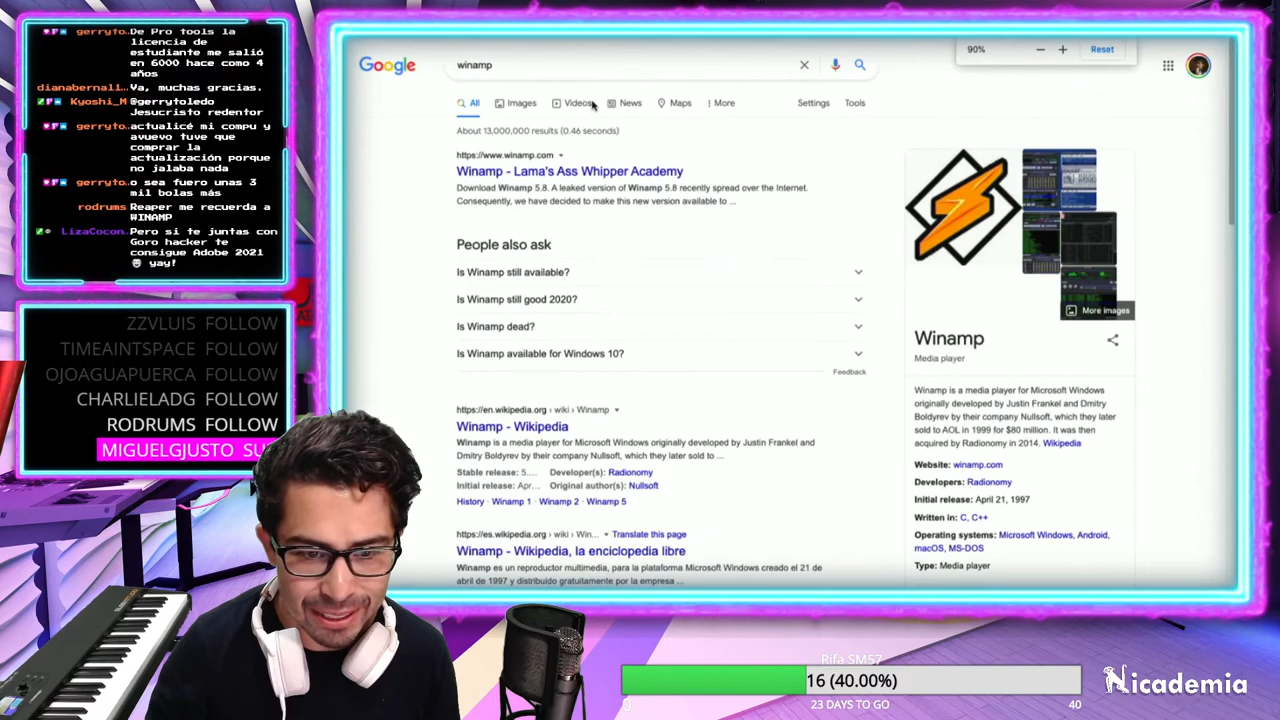 gerryto..De Pro tools la
licencia de
estudiante me salió
en 6000 hace como 4
años
dianabernal1..Va, muchas gracias.
Kyoshi_M @gerrytoledo
Jesucristo redentor
gerryto..actualicé mi compu y
avuevo tuve que
comprar la
actualización porque
no jalaba nada
gerryto..o sea fuero unas 3
mil bolas más
rodrums Reaper me recuerda a
WINAMP
LizaCocon..Pero si te juntas con
Goro hacker te
consigue Adobe 2021
yay!
ZZVLUIS FOLLOW
TIMEAINTSPACE FOLLOW
OJOAGUAPUERCA FOLLOW
CHARLIELADG FOLLOW
RODRUMS FOLLOW
MIGUELGJUSTO SU
Google
winamp
90%
Reset
All Images Videos News Maps More Settings Tools
About 13,000,000 results (0.46 seconds)
https://www.winamp.com
Winamp - Lama's Ass Whipper Academy
Download Winamp 5.8. A leaked version of Winamp 5.8 recently spread over the Internet.
Consequently, we have decided to make this new version available to ...
People also ask
Is Winamp still available?
Is Winamp still good 2020?
Is Winamp dead?
Is Winamp available for Windows 10?
Feedback
https://en.wikipedia.org › wiki › Winamp
Winamp - Wikipedia
Winamp is a media player for Microsoft Windows originally developed by Justin Frankel and
Dmitry Boldyrev by their company Nullsoft, which they later sold to ...
Stable release: 5.... Developer(s): Radionomy
Initial release: Apr... Original author(s): Nullsoft
History · Winamp 1 · Winamp 2 · Winamp 5
https://es.wikipedia.org › wiki › Win... Translate this page
Winamp - Wikipedia, la enciclopedia libre
Winamp es un reproductor multimedia, para la plataforma Microsoft Windows creado el 21 de
abril de 1997 y distribuido gratuitamente por la empresa ...
More images
Winamp
Media player
Winamp is a media player for Microsoft Windows
originally developed by Justin Frankel and Dmitry
Boldyrev by their company Nullsoft, which they later
sold to AOL in 1999 for $80 million. It was then
acquired by Radionomy in 2014. Wikipedia
Website: winamp.com
Developers: Radionomy
Initial release: April 21, 1997
Written in: C, C++
Operating systems: Microsoft Windows, Android,
macOS, MS-DOS
Type: Media player
Rifa SM57
16 (40.00%)
0
23 DAYS TO GO
40
Nicademia